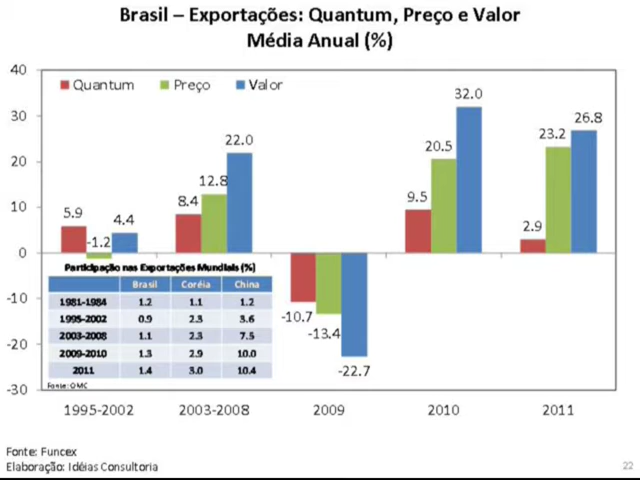 Brasil – Exportações: Quantum, Preço e Valor
Média Anual (%)
40
30
20
10
0
-10
-20
-30
Quantum Preço Valor
5.9
-1.2
4.4
8.4
12.8
22.0
-10.7
-13.4
-22.7
9.5
20.5
32.0
2.9
23.2
26.8
Participação nas Exportações Mundiais (%)
Brasil Coréia China
1981-1984 1.2 1.1 1.2
1995-2002 0.9 2.3 3.6
2003-2008 1.1 2.3 7.5
2009-2010 1.3 2.9 10.0
2011 1.4 3.0 10.4
Fonte: OMC
1995-2002 2003-2008 2009 2010 2011
Fonte: Funcex
Elaboração: Idéias Consultoria
22